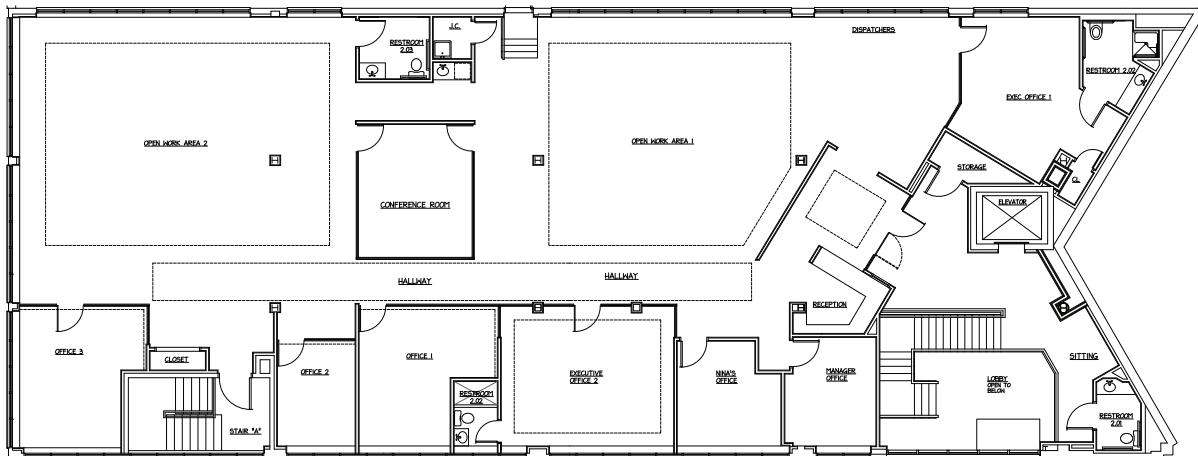 J.C.
RESTROOM
2.03
DISPATCHERS
RESTROOM 2.02
EXEC. OFFICE 1
OPEN WORK AREA 2
OPEN WORK AREA 1
STORAGE
CL.
CONFERENCE ROOM
ELEVATOR
HALLWAY
HALLWAY
RECEPTION
OFFICE 3
CLOSET
OFFICE 2
OFFICE 1
EXECUTIVE
OFFICE 2
NINA'S
OFFICE
MANAGER
OFFICE
SITTING
LOBBY
OPEN TO
BELOW
RESTROOM
2.02
RESTROOM
2.01
STAIR "A"